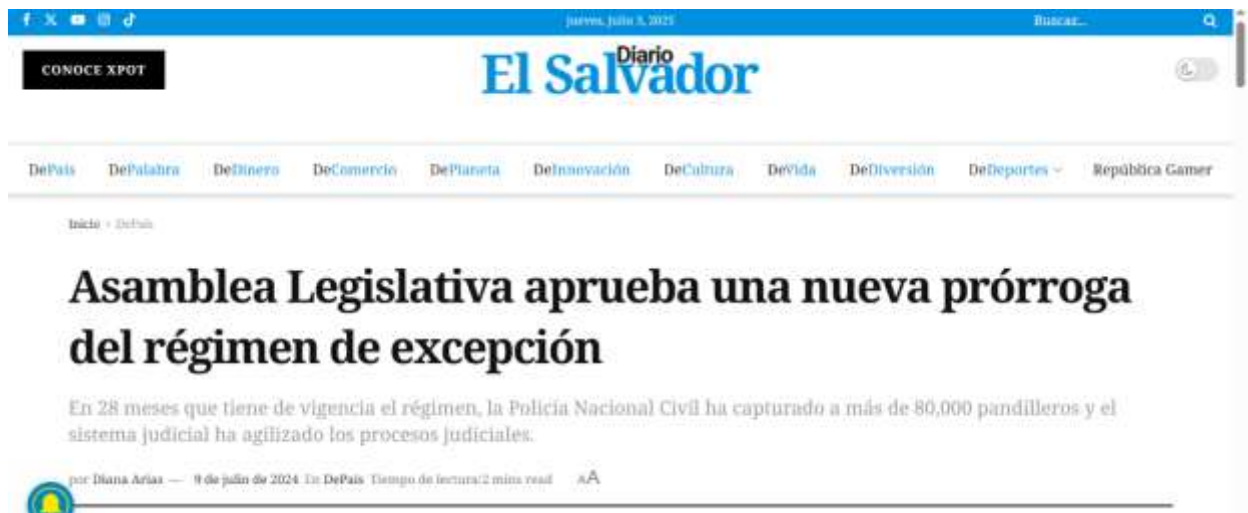 jueves, julio 3, 2025
Buscar...
CONOCE XPOT
Diario
El Salvador
DePaís DePalabra DeDinero DeComercio DePlaneta DeInnovación DeCultura DeVida DeDiversión DeDeportes República Gamer
Inicio > DePaís
Asamblea Legislativa aprueba una nueva prórroga
del régimen de excepción
En 28 meses que tiene de vigencia el régimen, la Policía Nacional Civil ha capturado a más de 80,000 pandilleros y el
sistema judicial ha agilizado los procesos judiciales.
por Diana Arias — 9 de julio de 2024 En DePaís Tiempo de lectura:2 mins read AA